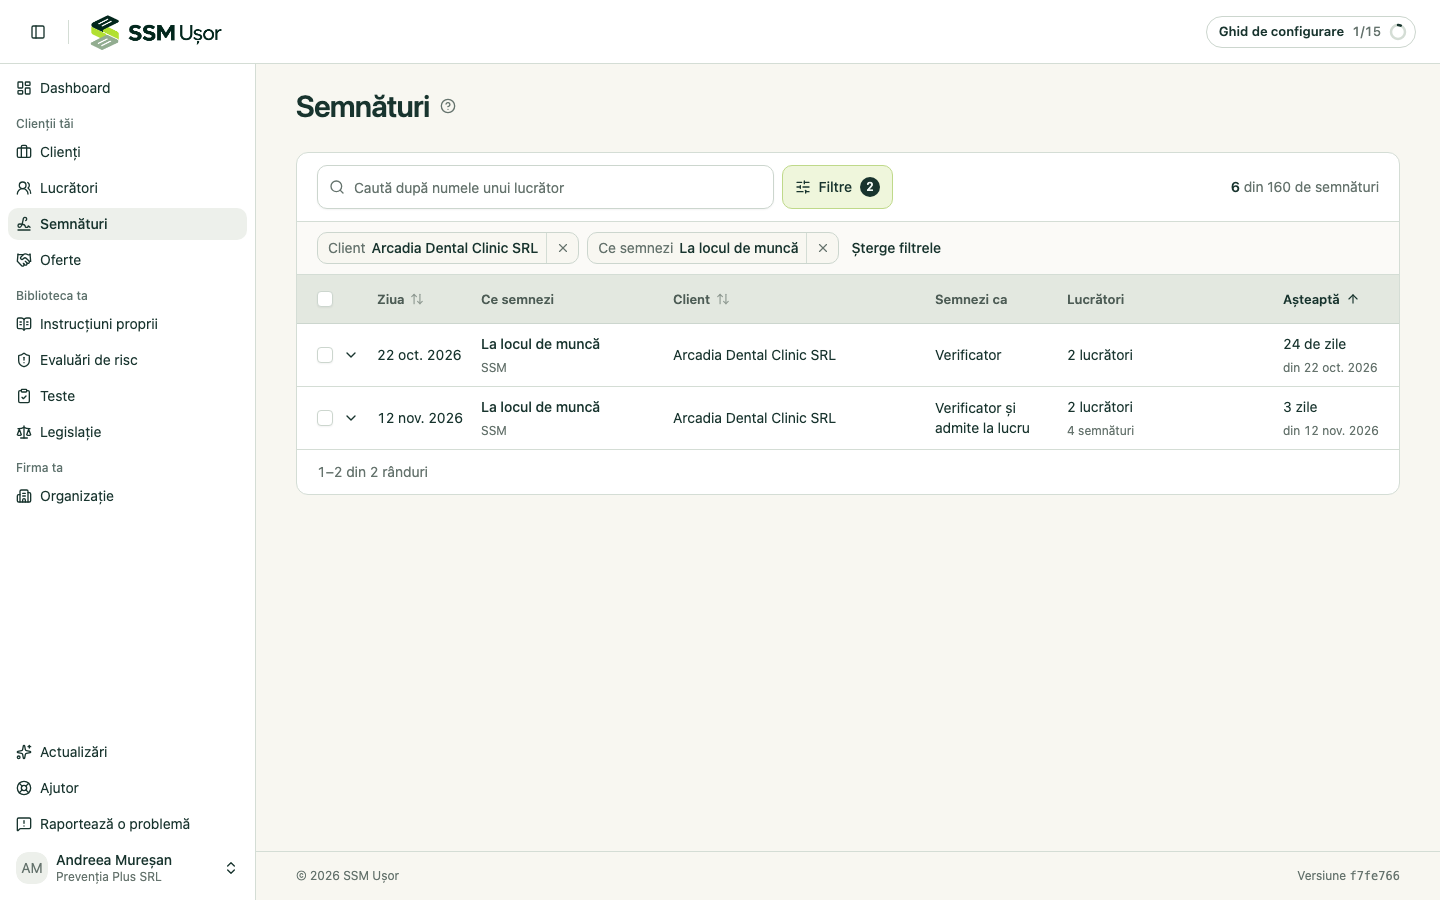 SSM Ușor
Ghid de configurare 1/15
Dashboard
Clienții tăi
Clienți
Lucrători
Semnături
Oferte
Biblioteca ta
Instrucțiuni proprii
Evaluări de risc
Teste
Legislație
Firma ta
Organizație
Actualizări
Ajutor
Raportează o problemă
AM
Andreea Mureșan
Prevenția Plus SRL
Semnături
Caută după numele unui lucrător
Filtre 2
6 din 160 de semnături
Client Arcadia Dental Clinic SRL
Ce semnezi La locul de muncă
Șterge filtrele
Ziua Ce semnezi Client Semnezi ca Lucrători Așteaptă
22 oct. 2026 La locul de muncă Arcadia Dental Clinic SRL Verificator 2 lucrători 24 de zile
SSM din 22 oct. 2026
12 nov. 2026 La locul de muncă Arcadia Dental Clinic SRL Verificator și 2 lucrători 3 zile
SSM admite la lucru 4 semnături din 12 nov. 2026
1–2 din 2 rânduri
© 2026 SSM Ușor
Versiune f7fe766